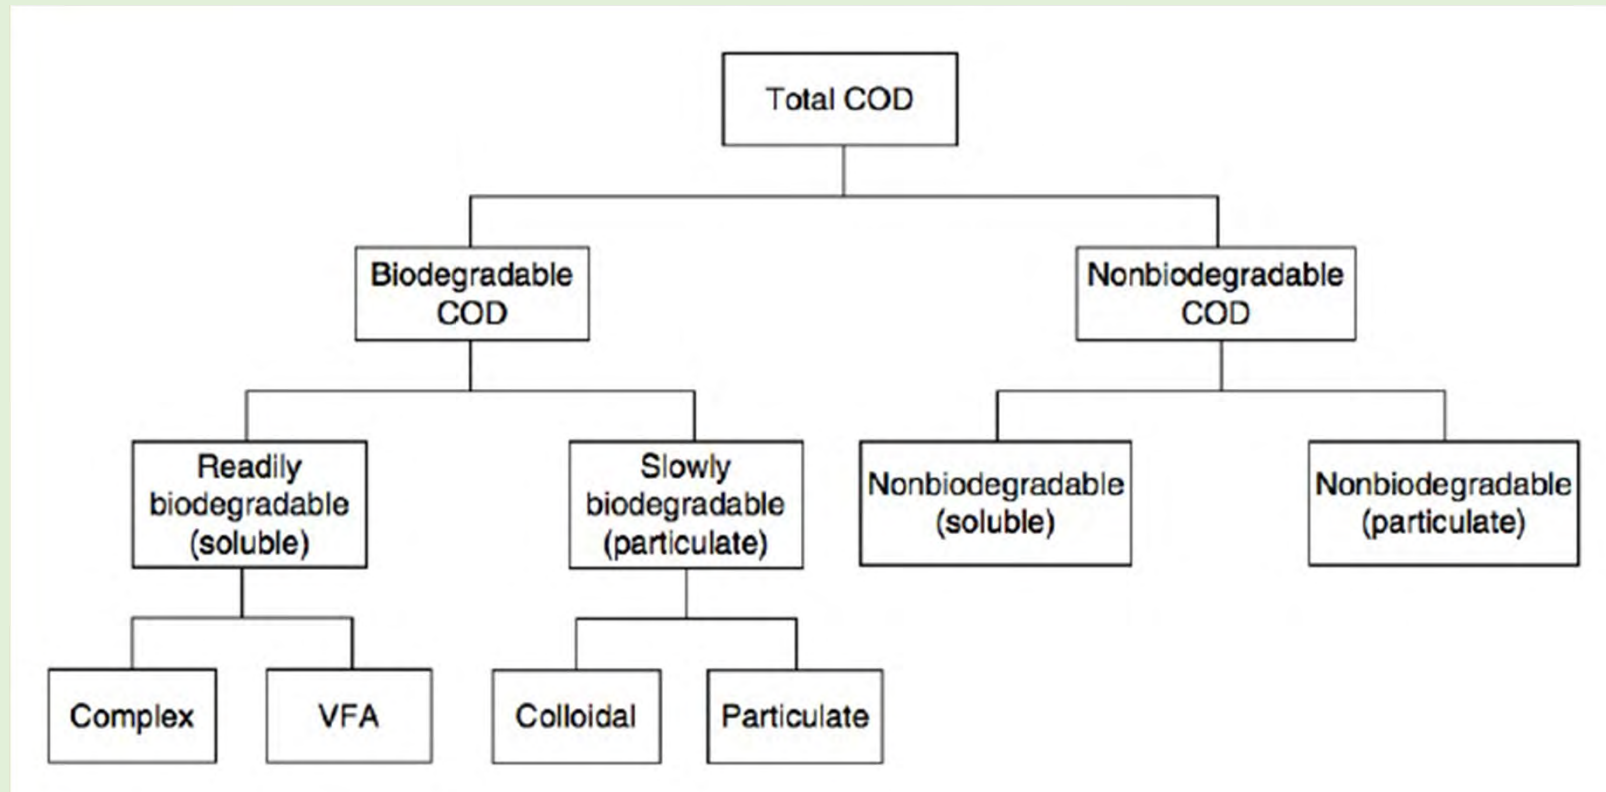 Total COD
Biodegradable
COD
Nonbiodegradable
COD
Readily
biodegradable
(soluble)
Slowly
biodegradable
(particulate)
Nonbiodegradable
(soluble)
Nonbiodegradable
(particulate)
Complex
VFA
Colloidal
Particulate